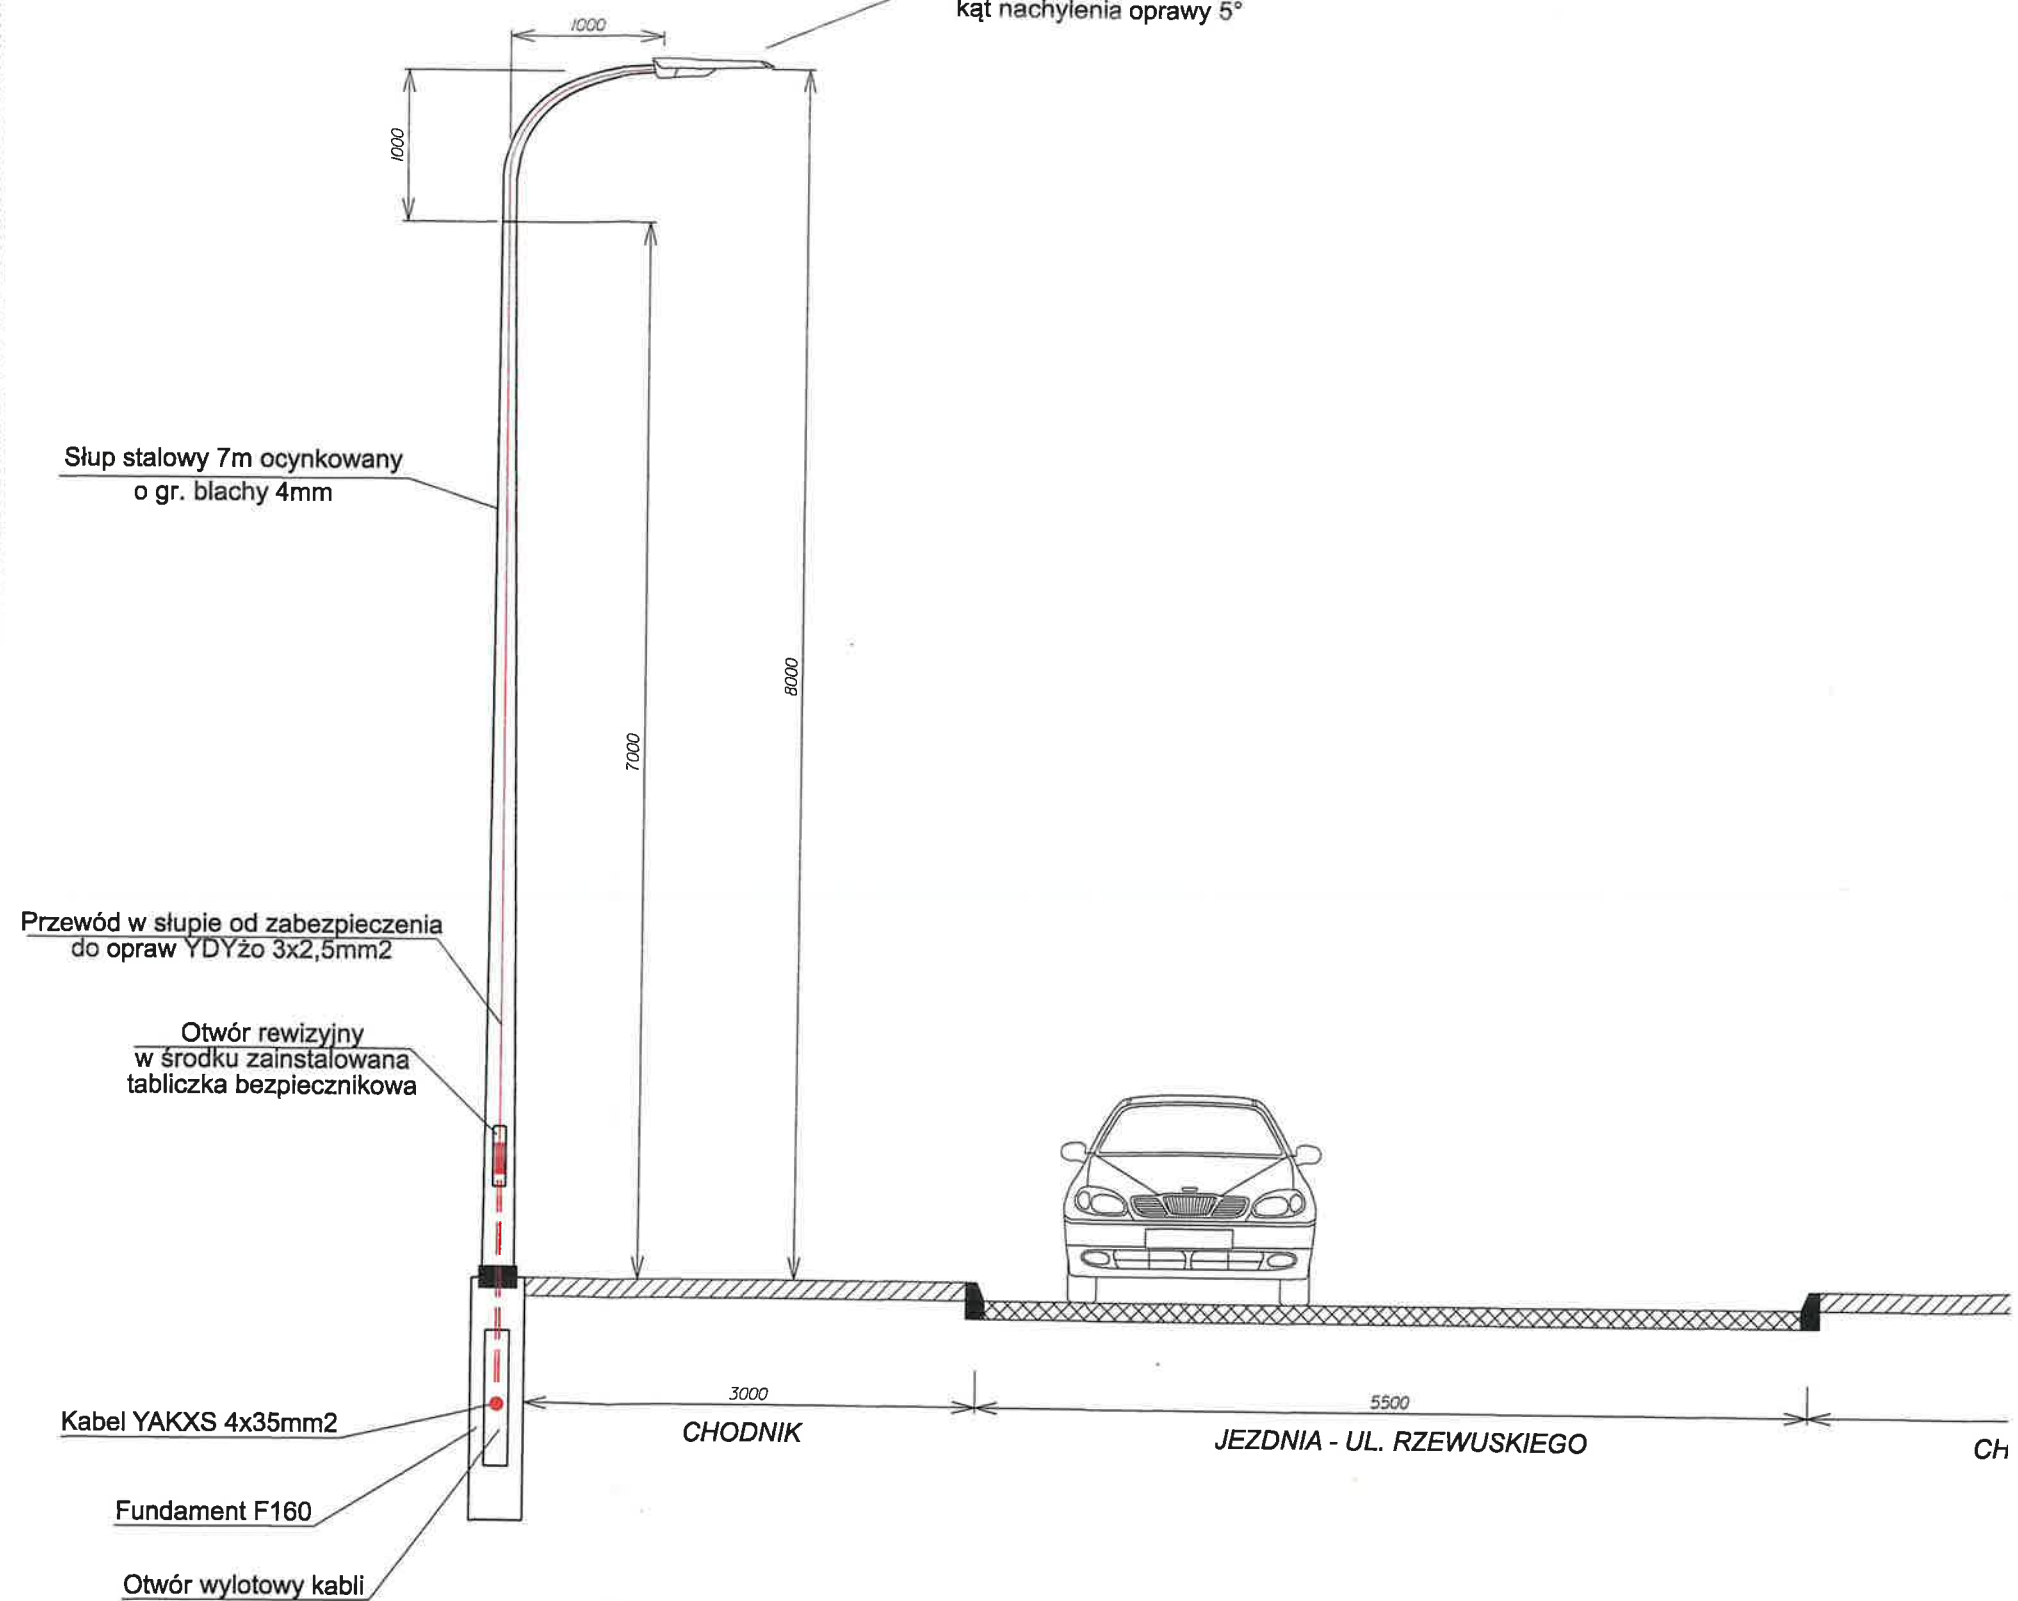 kąt nachylenia oprawy 5°
1000
1000
Słup stalowy 7m ocynkowany
o gr. blachy 4mm
8000
7000
Przewód w słupie od zabezpieczenia
do opraw YDYżo 3x2,5mm2
Otwór rewizyjny
w środku zainstalowana
tabliczka bezpiecznikowa
3000
5500
Kabel YAKXS 4x35mm2
CHODNIK
JEZDNIA - UL. RZEWUSKIEGO
CH
Fundament F160
Otwór wylotowy kabli